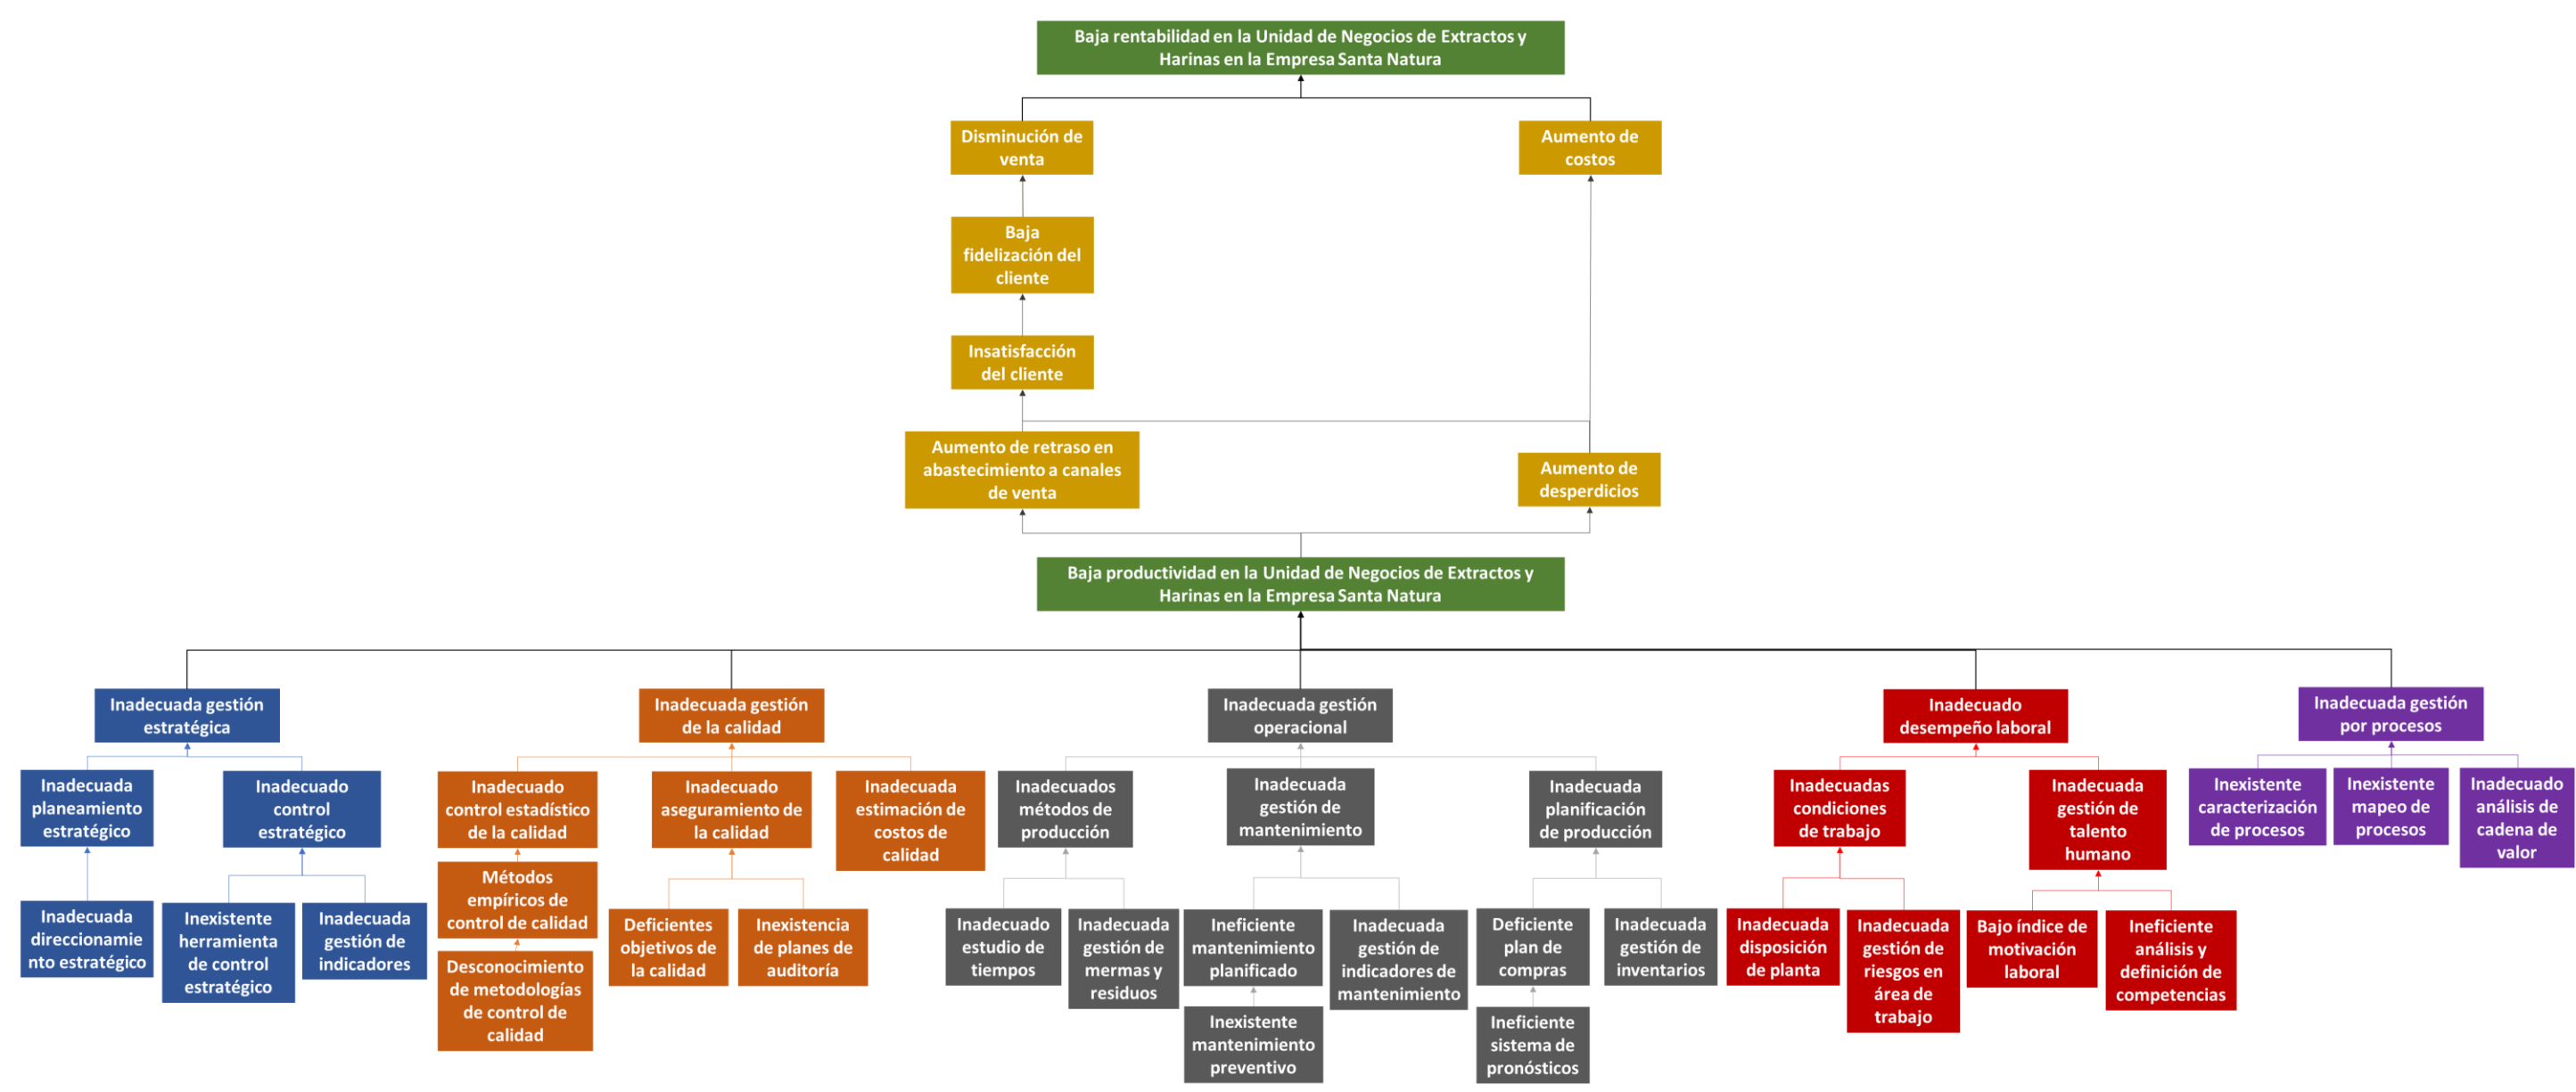 Baja rentabilidad en la Unidad de Negocios de Extractos y
Harinas en la Empresa Santa Natura
Disminución de
venta
Aumento de
costos
Baja
fidelización del
cliente
Insatisfacción
del cliente
Aumento de retraso en
abastecimiento a canales
de venta
Aumento de
desperdicios
Baja productividad en la Unidad de Negocios de Extractos y
Harinas en la Empresa Santa Natura
Inadecuada gestión
estratégica
Inadecuada gestión
de la calidad
Inadecuada gestión
operacional
Inadecuado
desempeño laboral
Inadecuada gestión
por procesos
Inadecuada
planeamiento
estratégico
Inadecuado
control
estratégico
Inadecuado
control estadístico
de la calidad
Inadecuado
aseguramiento de
la calidad
Inadecuada
estimación de
costos de
calidad
Inadecuados
métodos de
producción
Inadecuada
gestión de
mantenimiento
Inadecuada
planificación
de producción
Inadecuadas
condiciones
de trabajo
Inadecuada
gestión de
talento
humano
Inexistente
caracterización
de procesos
Inexistente
mapeo de
procesos
Inadecuado
análisis de
cadena de
valor
Inadecuada
direccionamie
nto estratégico
Inexistente
herramienta
de control
estratégico
Inadecuada
gestión de
indicadores
Métodos
empíricos de
control de calidad
Desconocimiento
de metodologías
de control de
calidad
Deficientes
objetivos de
la calidad
Inexistencia
de planes de
auditoría
Inadecuado
estudio de
tiempos
Inadecuada
gestión de
mermas y
residuos
Ineficiente
mantenimiento
planificado
Inadecuada
gestión de
indicadores de
mantenimiento
Inexistente
mantenimiento
preventivo
Deficiente
plan de
compras
Inadecuada
gestión de
inventarios
Ineficiente
sistema de
pronósticos
Inadecuada
disposición
de planta
Inadecuada
gestión de
riesgos en
área de
trabajo
Bajo índice de
motivación
laboral
Ineficiente
análisis y
definición de
competencias